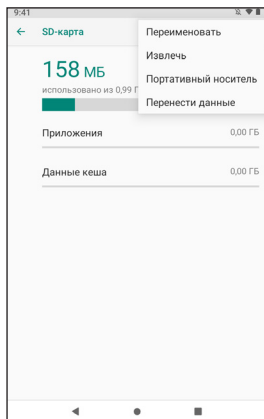 9:41
SD-карта
Переименовать
Извлечь
Портативный носитель
Перенести данные
158 МБ
использовано из 0,99 Г
Приложения 0,00 ГБ
Данные кеша 0,00 ГБ